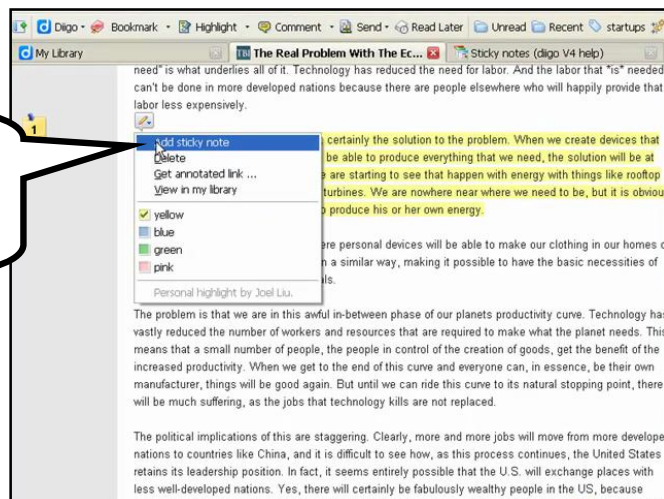 Diigo Bookmark Highlight Comment Send Read Later Unread Recent startups
My Library The Real Problem With The Ec... Sticky notes (diigo V4 help)
need" is what underlies all of it. Technology has reduced the need for labor. And the labor that *is* needed
can't be done in more developed nations because there are people elsewhere who will happily provide that
labor less expensively.
1
Add sticky note
certainly the solution to the problem. When we create devices that
Delete
be able to produce everything that we need, the solution will be at
Get annotated link ...
are starting to see that happen with energy with things like rooftop
View in my library
turbines. We are nowhere near where we need to be, but it is obviou
yellow
produce his or her own energy.
blue
ere personal devices will be able to make our clothing in our homes
green
n a similar way, making it possible to have the basic necessities of
pink
ls.
Personal highlight by Joel Liu.
The problem is that we are in this awful in-between phase of our planets productivity curve. Technology has
vastly reduced the number of workers and resources that are required to make what the planet needs. This
means that a small number of people, the people in control of the creation of goods, get the benefit of the
increased productivity. When we get to the end of this curve and everyone can, in essence, be their own
manufacturer, things will be good again. But until we can ride this curve to its natural stopping point, there
will be much suffering, as the jobs that technology kills are not replaced.
The political implications of this are staggering. Clearly, more and more jobs will move from more develope
nations to countries like China, and it is difficult to see how, as this process continues, the United States
retains its leadership position. In fact, it seems entirely possible that the U.S. will exchange places with
less well-developed nations. Yes, there will certainly be fabulously wealthy people in the US, because